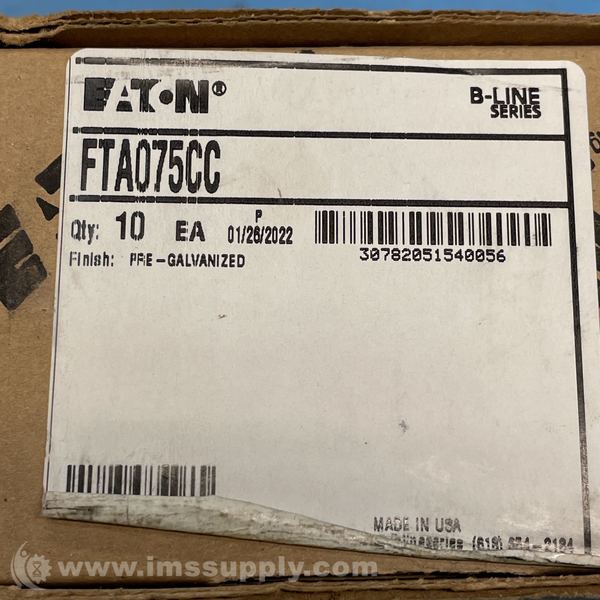 EATON®
B-LINE
SERIES
FTA075CC
Qty: 10 EA P 01/26/2022
30782051540056
Finish: PRE-GALVANIZED
MADE IN USA
www.imssupply.com